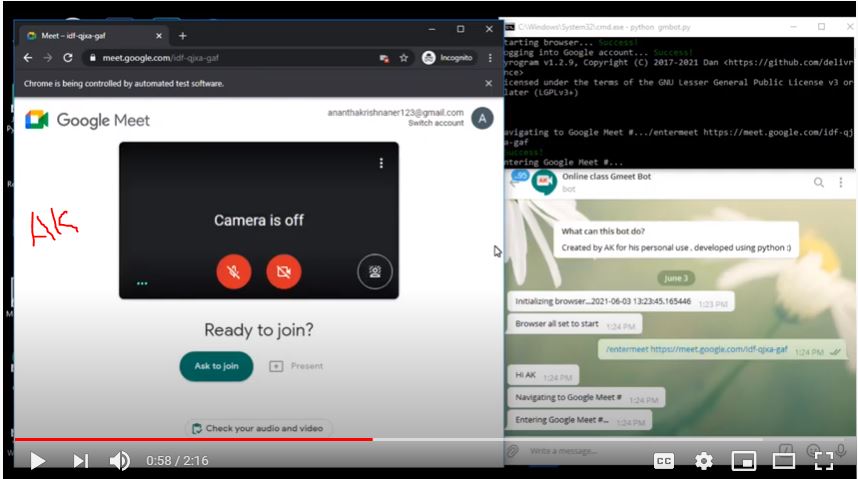 Meet – idf-qjxa-gaf
meet.google.com/idf-qjxa-gaf
Incognito
Chrome is being controlled by automated test software.
Google Meet
ananthakrishnaner123@gmail.com
Switch account
A
Camera is off
AK
Ready to join?
Ask to join
Present
Check your audio and video
C:\Windows\System32\cmd.exe - python gmbot.py
tarting browser... Success!
ogging into Google account... Success!
yrogram v1.2.9, Copyright (C) 2017-2021 Dan <https://github.com/delivr
nce>
icensed under the terms of the GNU Lesser General Public License v3 or
later (LGPLv3+)
avigating to Google Meet #.../entermeet https://meet.google.com/idf-qj
a-gaf
Success!
ntering Google Meet #...
95
AK
Online class Gmeet Bot
bot
What can this bot do?
Created by AK for his personal use . developed using python :)
June 3
Initializing browser...2021-06-03 13:23:45.165446 1:23 PM
Browser all set to start 1:24 PM
/entermeet https://meet.google.com/idf-qjxa-gaf 1:24 PM
Hi AK 1:24 PM
Navigating to Google Meet # 1:24 PM
Entering Google Meet #... 1:24 PM
Write a message...
0:58 / 2:16
CC